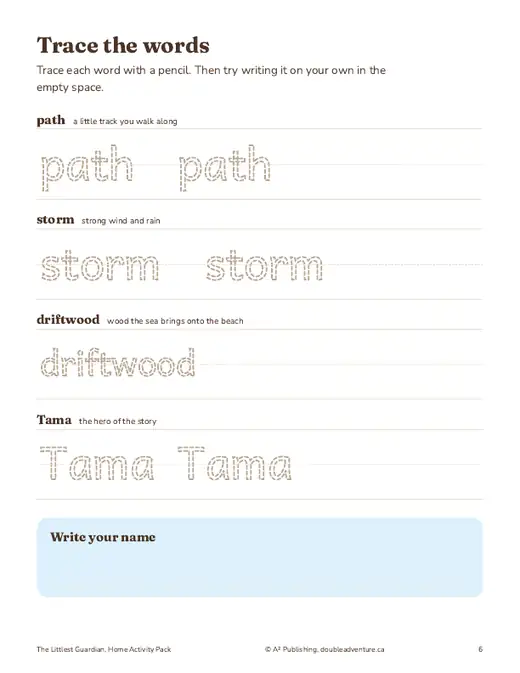 Trace the words
Trace each word with a pencil. Then try writing it on your own in the
empty space.
path a little track you walk along
path path
storm strong wind and rain
storm storm
driftwood wood the sea brings onto the beach
driftwood
Tama the hero of the story
Tama Tama
Write your name
The Littlest Guardian. Home Activity Pack © A² Publishing, doubleadventure.ca 6